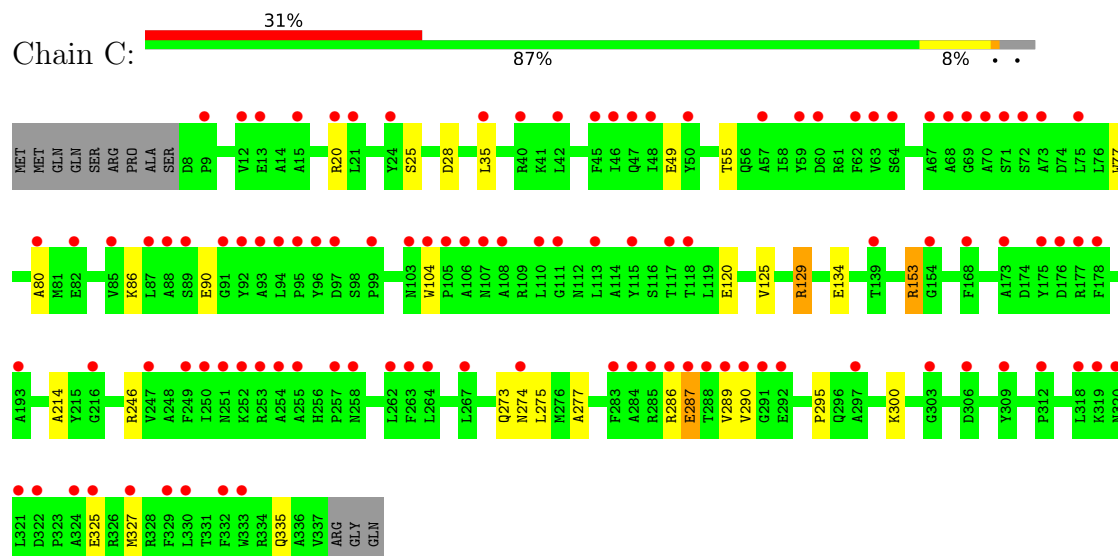 31%
Chain C: 87% 8% • •
MET MET GLN GLN SER ARG PRO ALA SER D8 P9 V12 E13 A14 A15 R20 L21 Y24 S25 D28 L35 R40 K41 L42 F45 I46 Q47 I48 E49 Y50 T55 Q56 A57 I58 Y59 D60 R61 F62 V63 S64 A67 A68 G69 A70 S71 S72 A73 D74 L75 L76 W77
A80 M81 E82 V85 K86 L87 A88 S89 E90 G91 Y92 A93 L94 P95 Y96 D97 S98 P99 N103 W104 P105 A106 N107 A108 R109 L110 G111 N112 L113 A114 Y115 S116 T117 T118 L119 E120 V125 R129 E134 T139 R153 G154 F168 A173 D174 Y175 D176 R177 F178
A193 A214 Y215 G216 R246 V247 A248 F249 I250 N251 K252 R253 A254 A255 H256 P257 N258 L262 F263 L264 L267 Q273 N274 L275 M276 A277 F283 A284 R285 R286 E287 T288 V289 V290 G291 E292 P295 Q296 A297 K300 G303 D306 Y309 P312 L318 K319
L321 D322 P323 A324 E325 R326 M327 R328 F329 L330 T331 F332 W333 R334 Q335 A336 V337 ARG GLY GLN